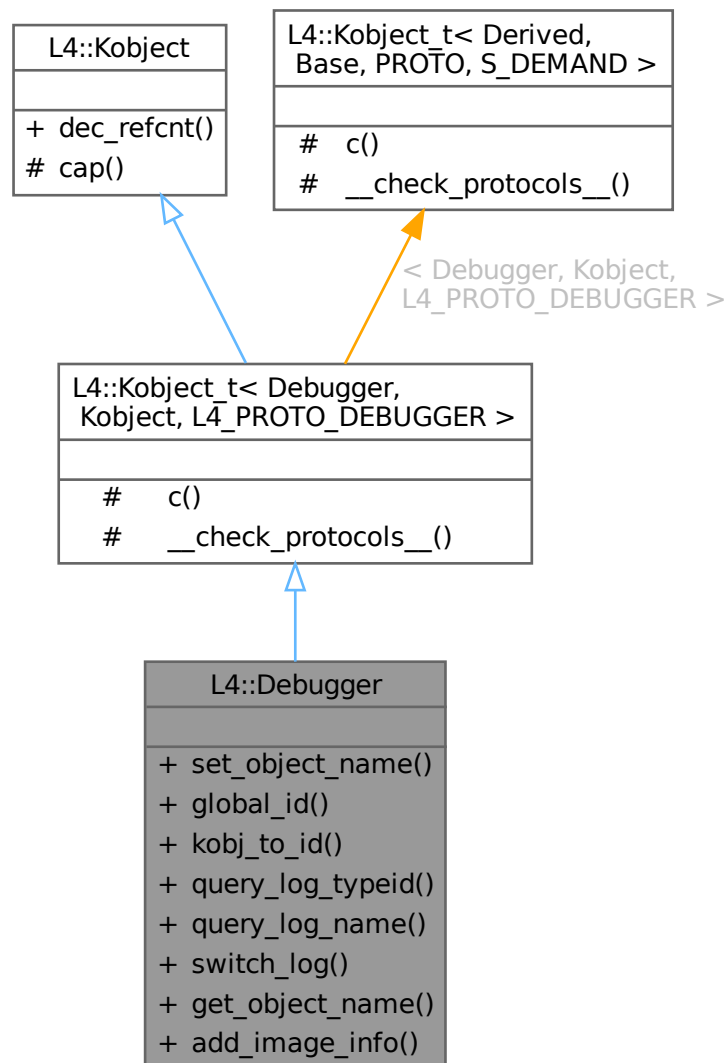 L4::Kobject
+ dec_refcnt()
# cap()
L4::Kobject_t< Derived,
Base, PROTO, S_DEMAND >
# c()
# __check_protocols__()
< Debugger, Kobject,
L4_PROTO_DEBUGGER >
L4::Kobject_t< Debugger,
Kobject, L4_PROTO_DEBUGGER >
# c()
# __check_protocols__()
L4::Debugger
+ set_object_name()
+ global_id()
+ kobj_to_id()
+ query_log_typeid()
+ query_log_name()
+ switch_log()
+ get_object_name()
+ add_image_info()